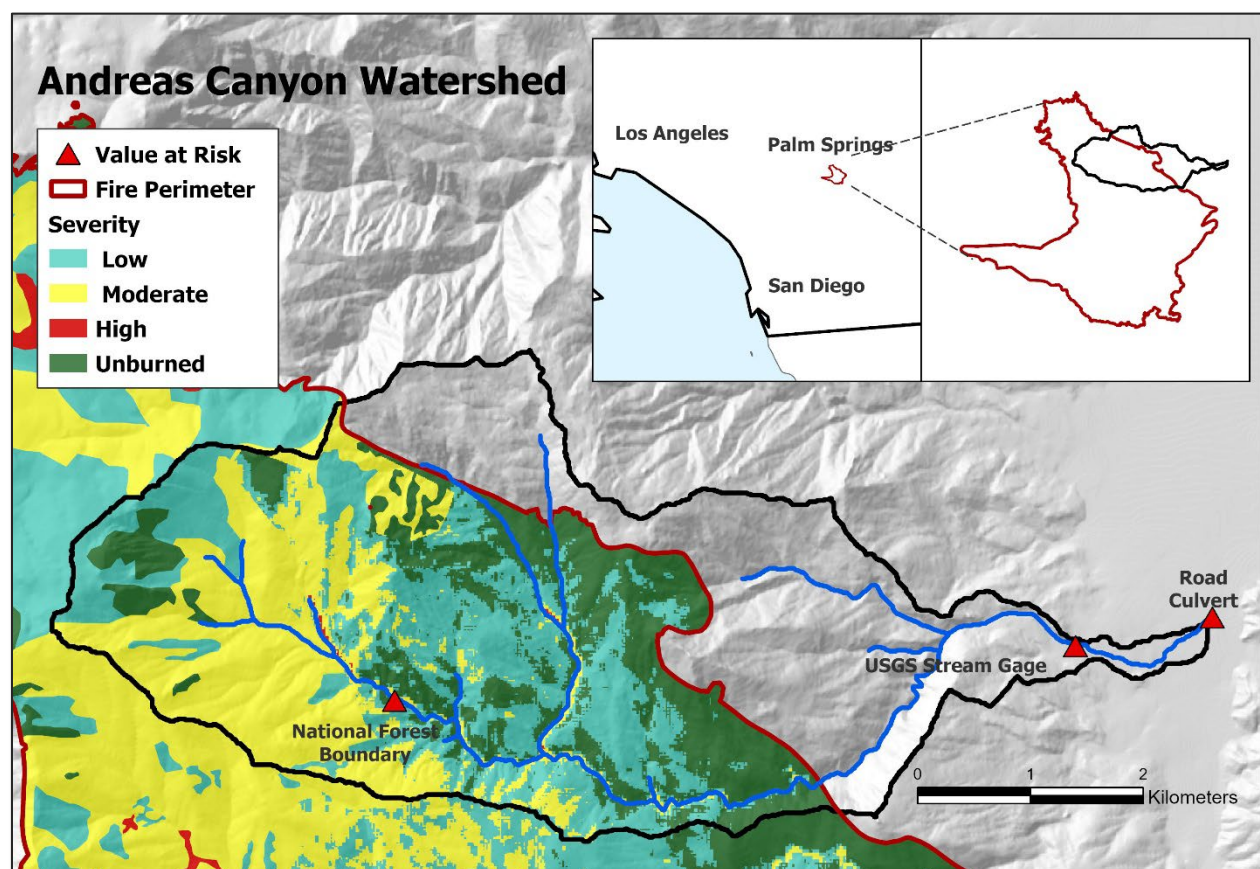 Andreas Canyon Watershed
Value at Risk
Fire Perimeter
Severity
Low
Moderate
High
Unburned
Los Angeles
Palm Springs
San Diego
Road
Culvert
USGS Stream Gage
National Forest
Boundary
0 1 2
Kilometers